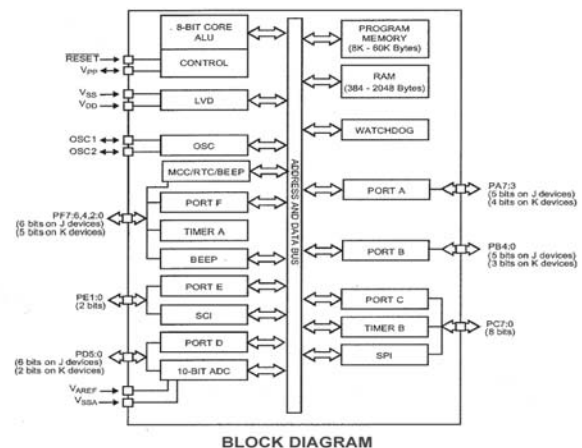 8-BIT CORE
ALU
CONTROL
RESET
VPP
VSS
VDD
LVD
OSC1
OSC2
OSC
MCC/RTC/BEEP
PF7:6,4,2:0
(6 bits on J devices)
(5 bits on K devices)
PORT F
TIMER A
BEEP
PE1:0
(2 bits)
PORT E
SCI
PD5:0
(6 bits on J devices)
(2 bits on K devices)
PORT D
10-BIT ADC
VAREF
VSSA
ADDRESS AND DATA BUS
PROGRAM
MEMORY
(8K - 60K Bytes)
RAM
(384 - 2048 Bytes)
WATCHDOG
PORT A
PA7:3
(5 bits on J devices)
(4 bits on K devices)
PORT B
PB4:0
(5 bits on J devices)
(3 bits on K devices)
PORT C
TIMER B
SPI
PC7:0
(8 bits)
BLOCK DIAGRAM